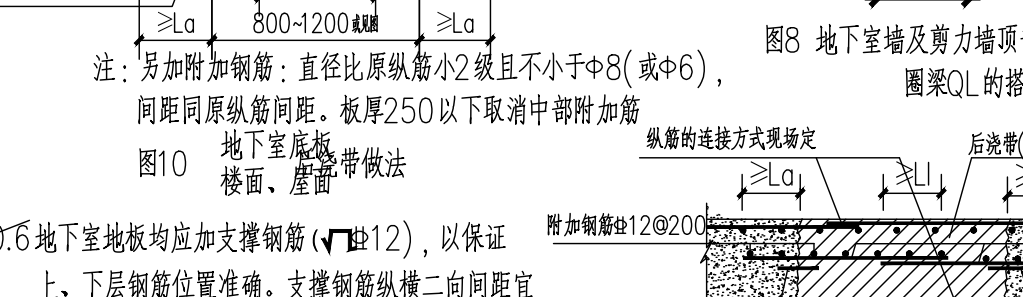 ≥La 800~1200或见图 ≥La
图8 地下室墙及剪力墙顶
圈梁QL的搭
注：另加附加钢筋：直径比原纵筋小2级且不小于Φ8(或Φ6)，
间距同原纵筋间距。板厚250以下取消中部附加筋
图10 地下室底板
楼面、屋面
后浇带做法
纵筋的连接方式现场定
后浇带(
≥La ≥Ll
附加钢筋Φ12@200
.6地下室地板均应加支撑钢筋(Φ12)，以保证
上、下层钢筋位置准确。支撑钢筋纵横二向间距宜